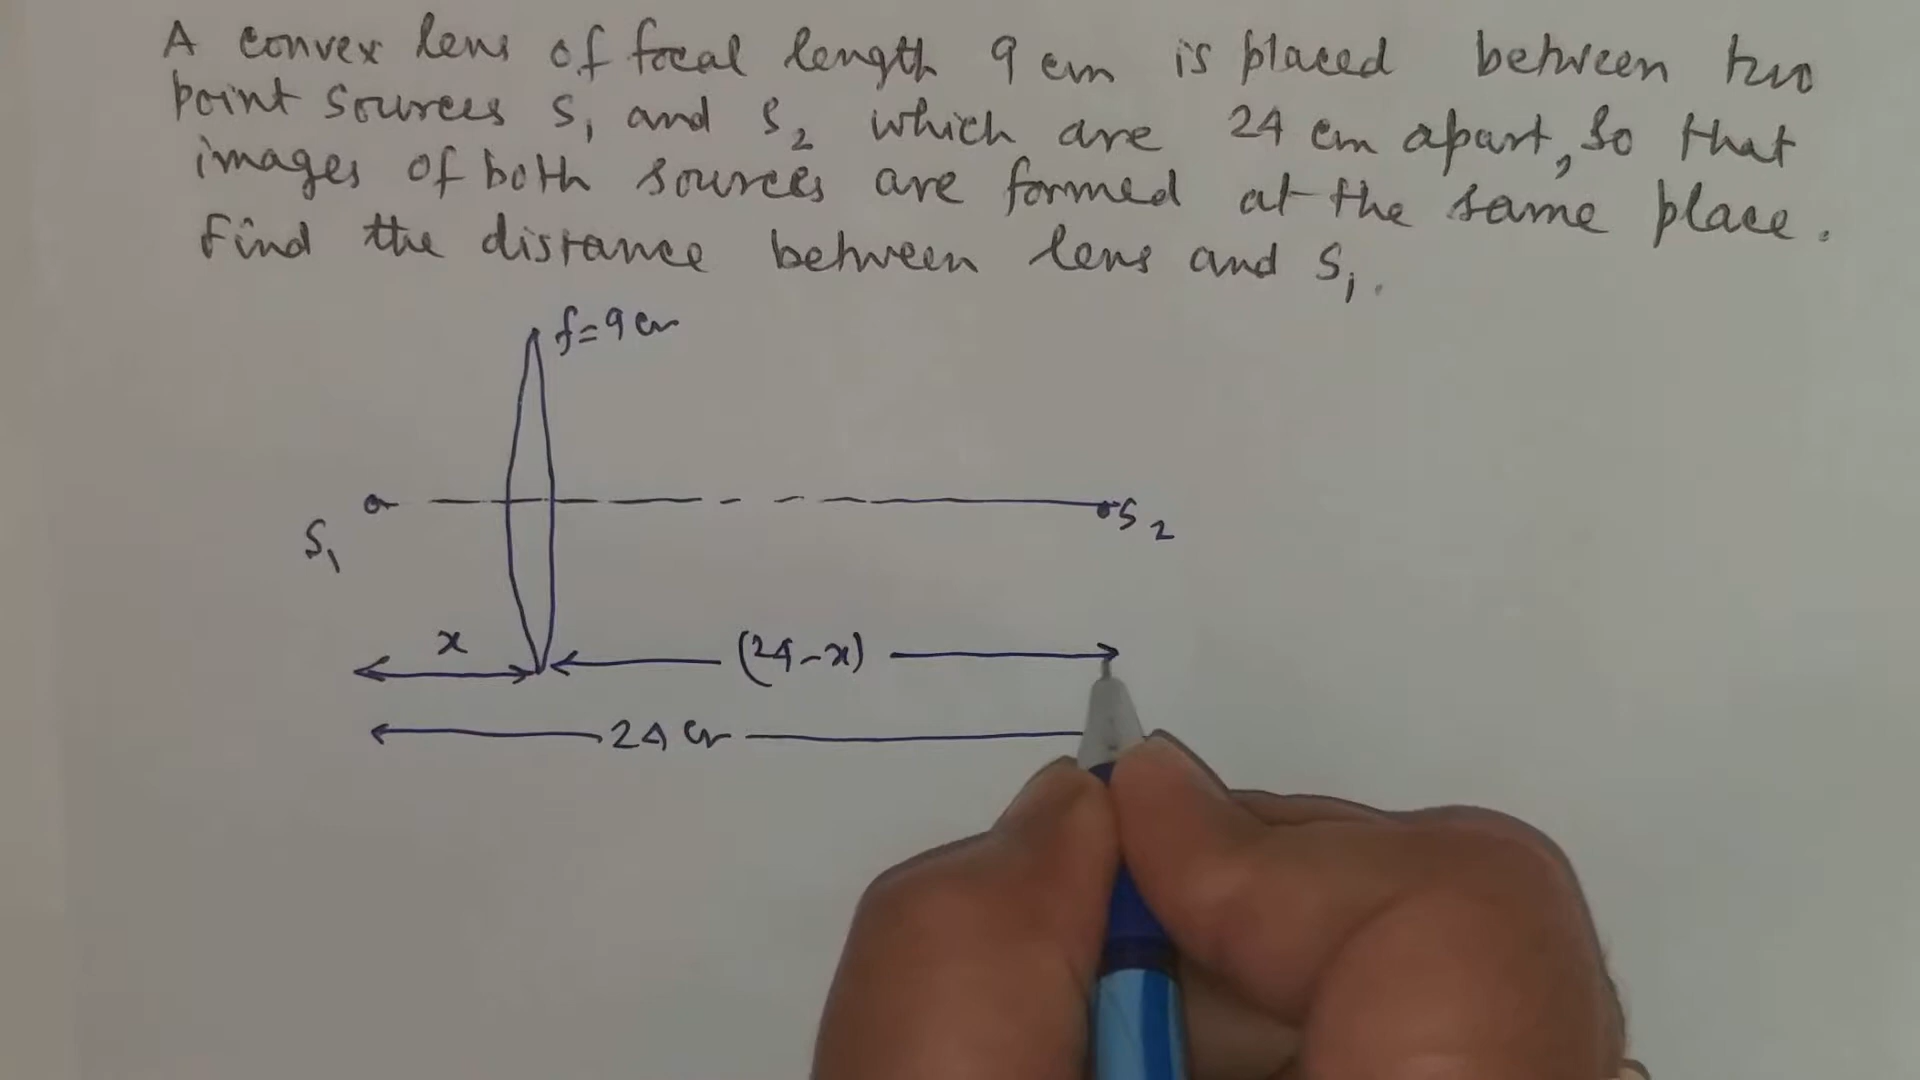 A convex lens of focal length 9 cm is placed between two
point sources S₁ and S₂ which are 24 cm apart, so that
images of both sources are formed at the same place.
Find the distance between lens and S₁.
f=9 cm
S₁
S₂
x
(24-x)
24 cm